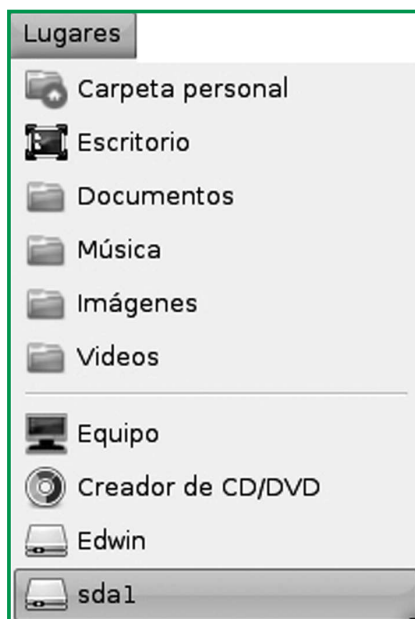 Lugares
Carpeta personal
Escritorio
Documentos
Música
Imágenes
Videos
Equipo
Creador de CD/DVD
Edwin
sda1